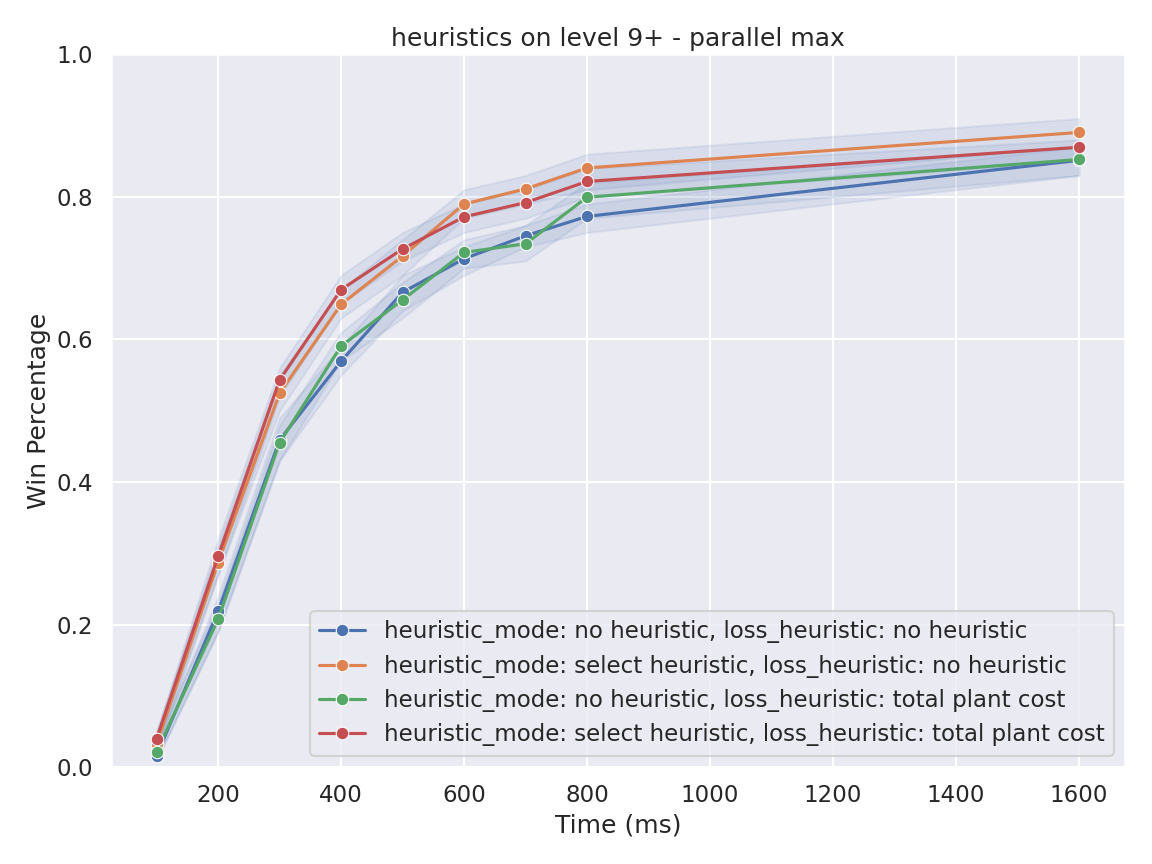 heuristics on level 9+ - parallel max
Win Percentage
1.0
0.8
0.6
0.4
0.2
0.0
heuristic_mode: no heuristic, loss_heuristic: no heuristic
heuristic_mode: select heuristic, loss_heuristic: no heuristic
heuristic_mode: no heuristic, loss_heuristic: total plant cost
heuristic_mode: select heuristic, loss_heuristic: total plant cost
200 400 600 800 1000 1200 1400 1600
Time (ms)